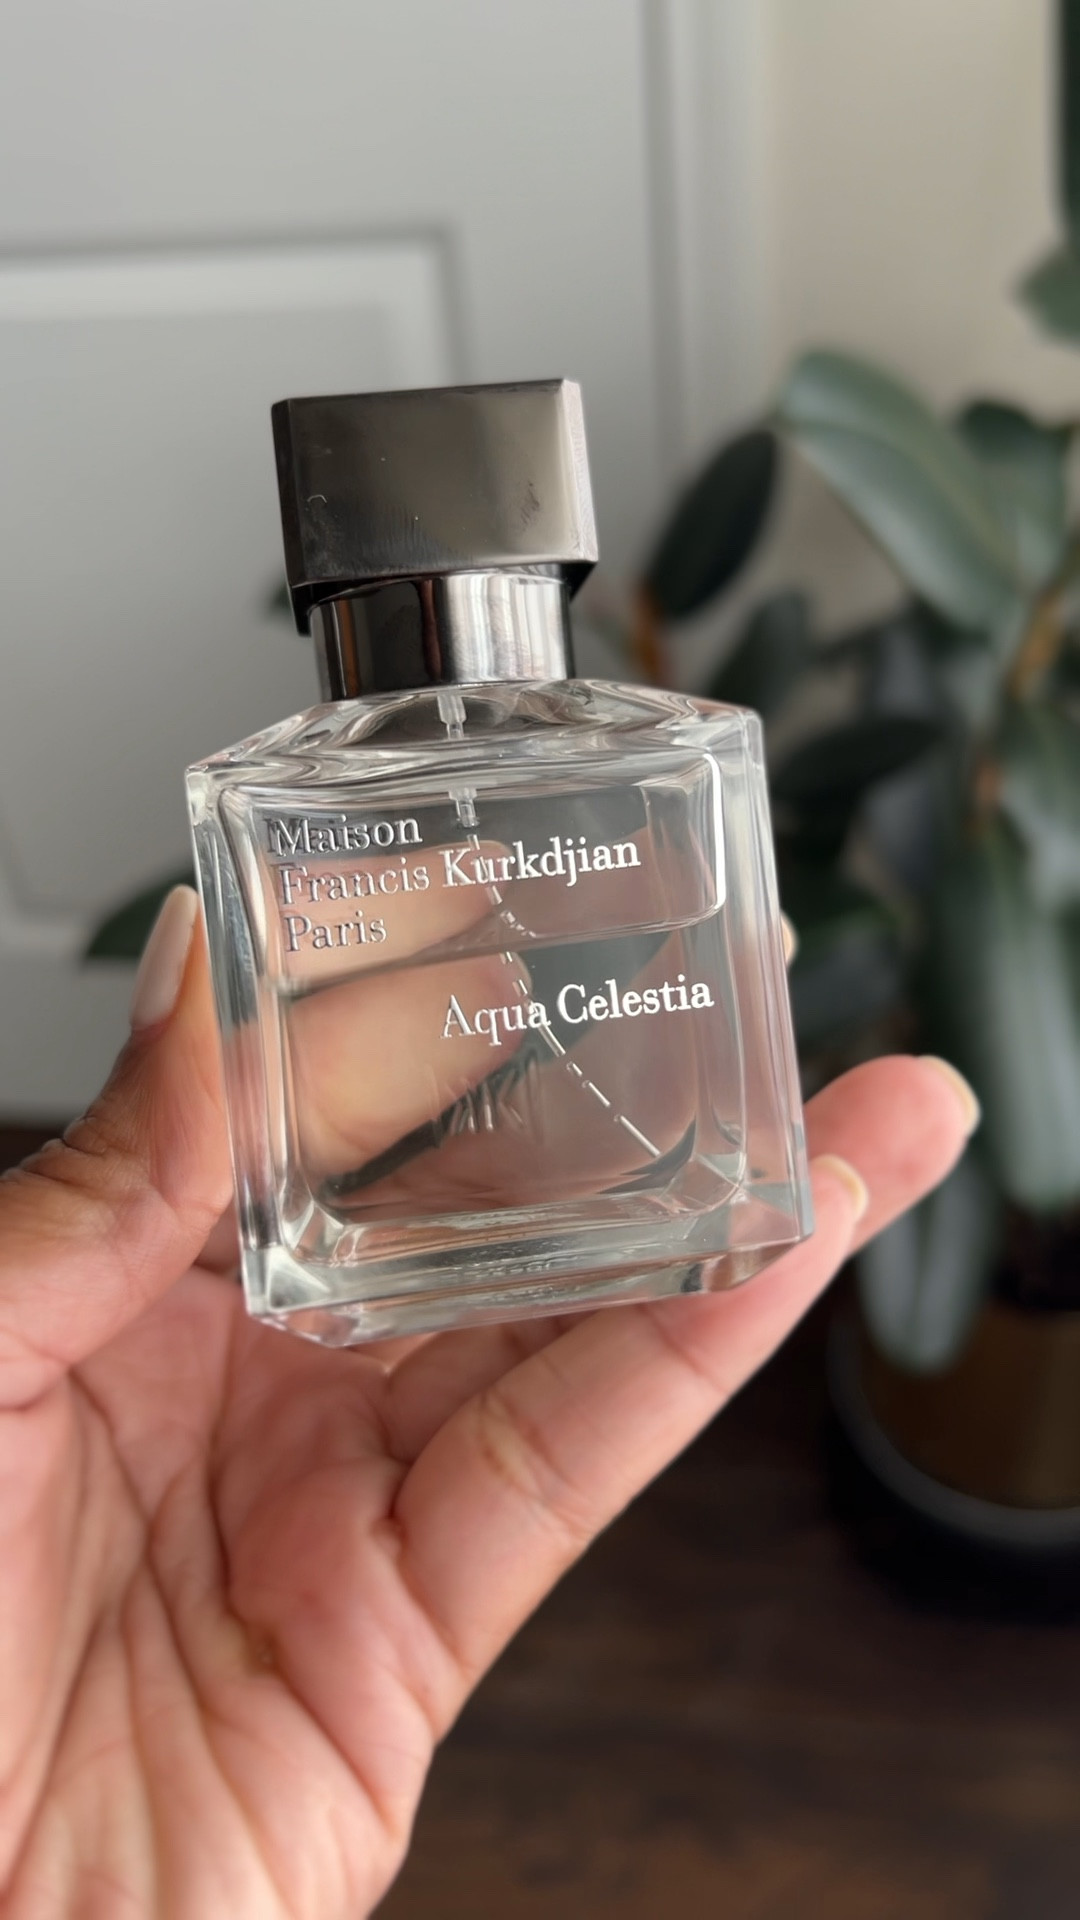 Maison
Francis Kurkdjian
Paris
Aqua Celestia